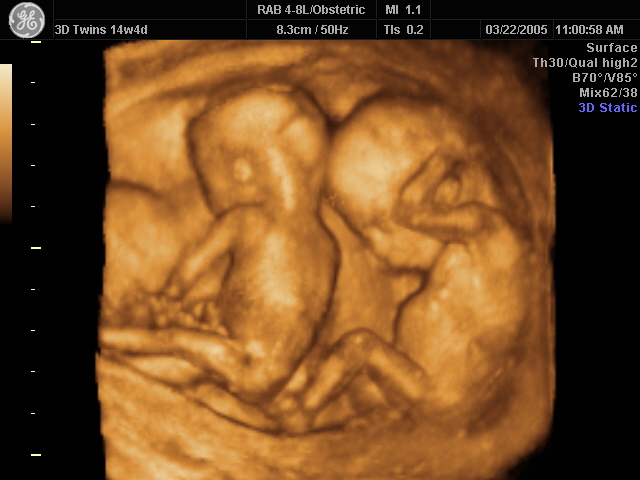 GE
RAB 4-8L/Obstetric MI 1.1
3D Twins 14w4d 8.3cm / 50Hz TIs 0.2 03/22/2005 11:00:58 AM
Surface
Th30/Qual high2
B70°/V85°
Mix62/38
3D Static